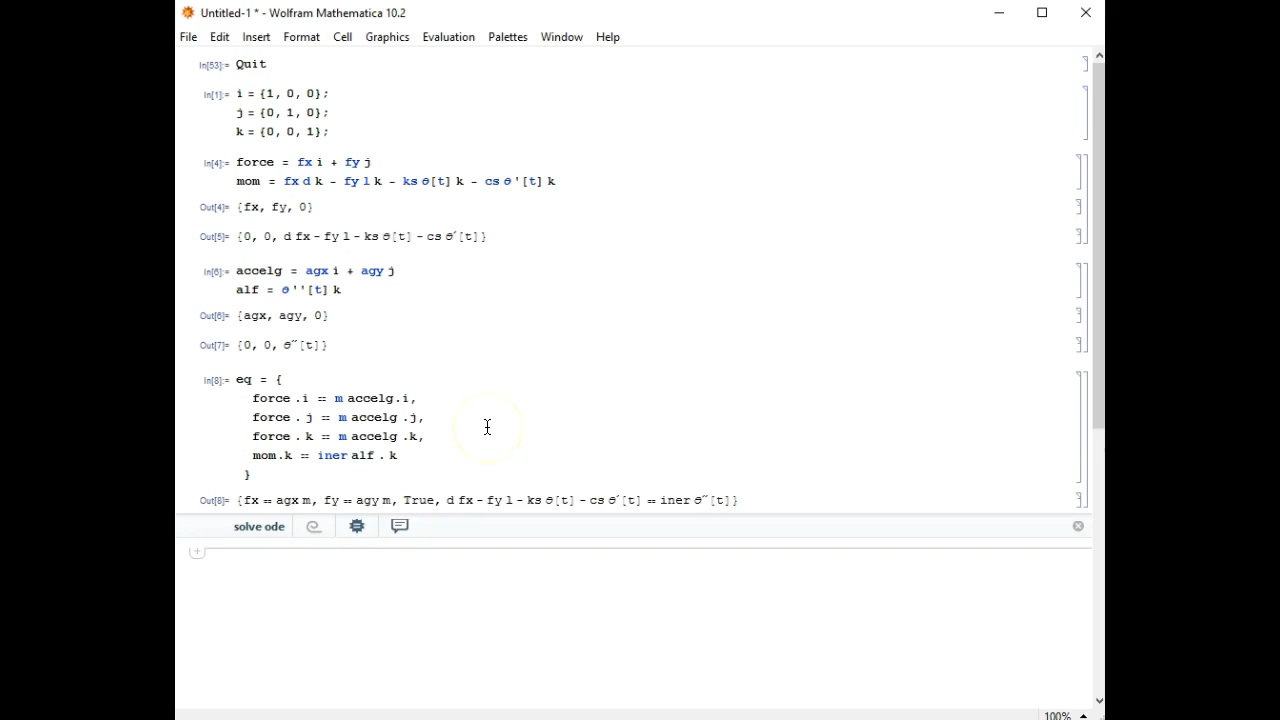 Untitled-1 * - Wolfram Mathematica 10.2
File Edit Insert Format Cell Graphics Evaluation Palettes Window Help
In[53]:= Quit
In[1]:= i = {1, 0, 0};
j = {0, 1, 0};
k = {0, 0, 1};
In[4]:= force = fx i + fy j
mom = fx d k - fy l k - ks θ[t] k - cs θ'[t] k
Out[4]= {fx, fy, 0}
Out[5]= {0, 0, d fx - fy l - ks θ[t] - cs θ′[t]}
In[6]:= accelg = agx i + agy j
alf = θ''[t] k
Out[6]= {agx, agy, 0}
Out[7]= {0, 0, θ″[t]}
In[8]:= eq = {
force .i == m accelg.i,
force . j == m accelg .j,
force . k == m accelg .k,
mom.k == iner alf . k
}
Out[8]= {fx == agx m, fy == agy m, True, d fx - fy l - ks θ[t] - cs θ′[t] == iner θ″[t]}
solve ode
100%